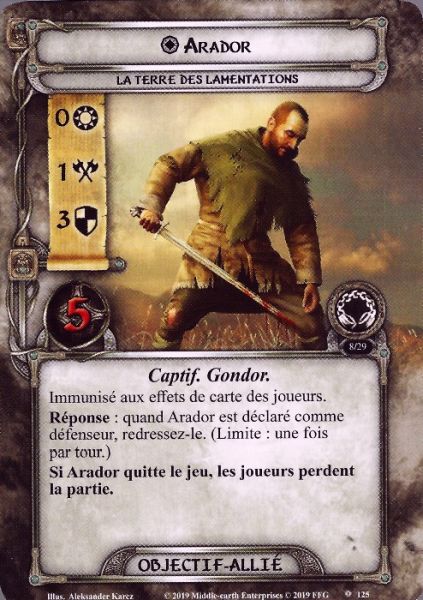 Arador
La Terre des Lamentations
0
1
3
5
8/29
Captif. Gondor.
Immunisé aux effets de carte des joueurs.
Réponse : quand Arador est déclaré comme
défenseur, redressez-le. (Limite : une fois
par tour.)
Si Arador quitte le jeu, les joueurs perdent
la partie.
Objectif-Allié
Illus. Aleksander Karcz © 2019 Middle-earth Enterprises © 2019 FFG 125